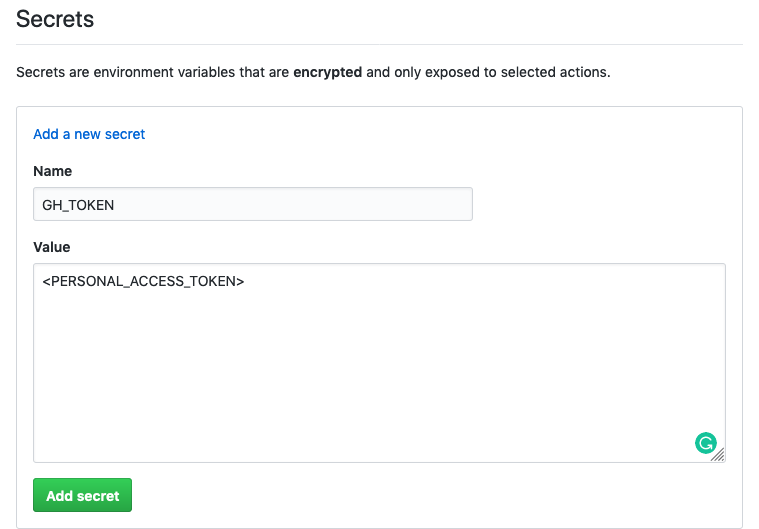 Secrets
Secrets are environment variables that are encrypted and only exposed to selected actions.
Add a new secret
Name
GH_TOKEN
Value
<PERSONAL_ACCESS_TOKEN>
Add secret